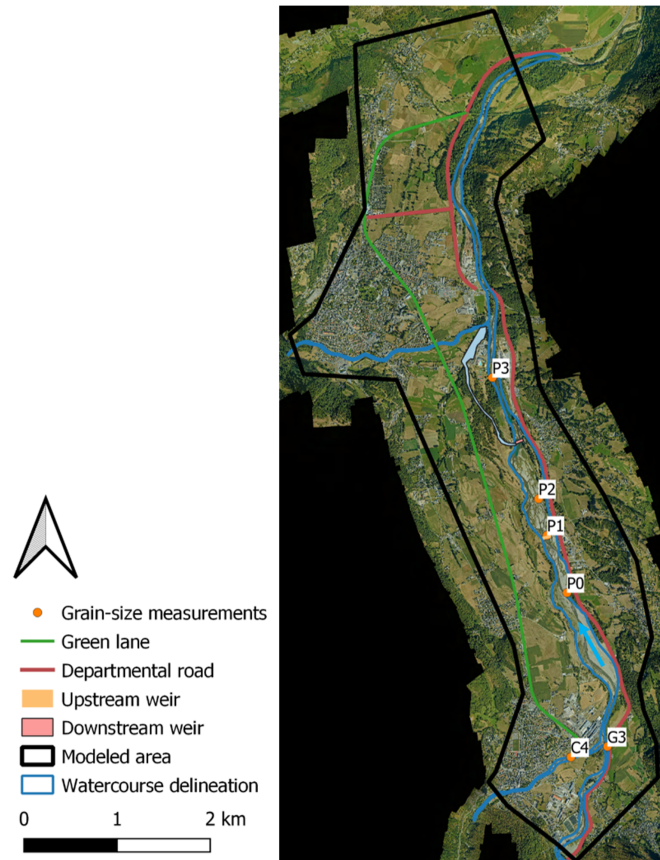 P3
P2
P1
P0
G3
C4
Grain-size measurements
Green lane
Departmental road
Upstream weir
Downstream weir
Modeled area
Watercourse delineation
0 1 2 km